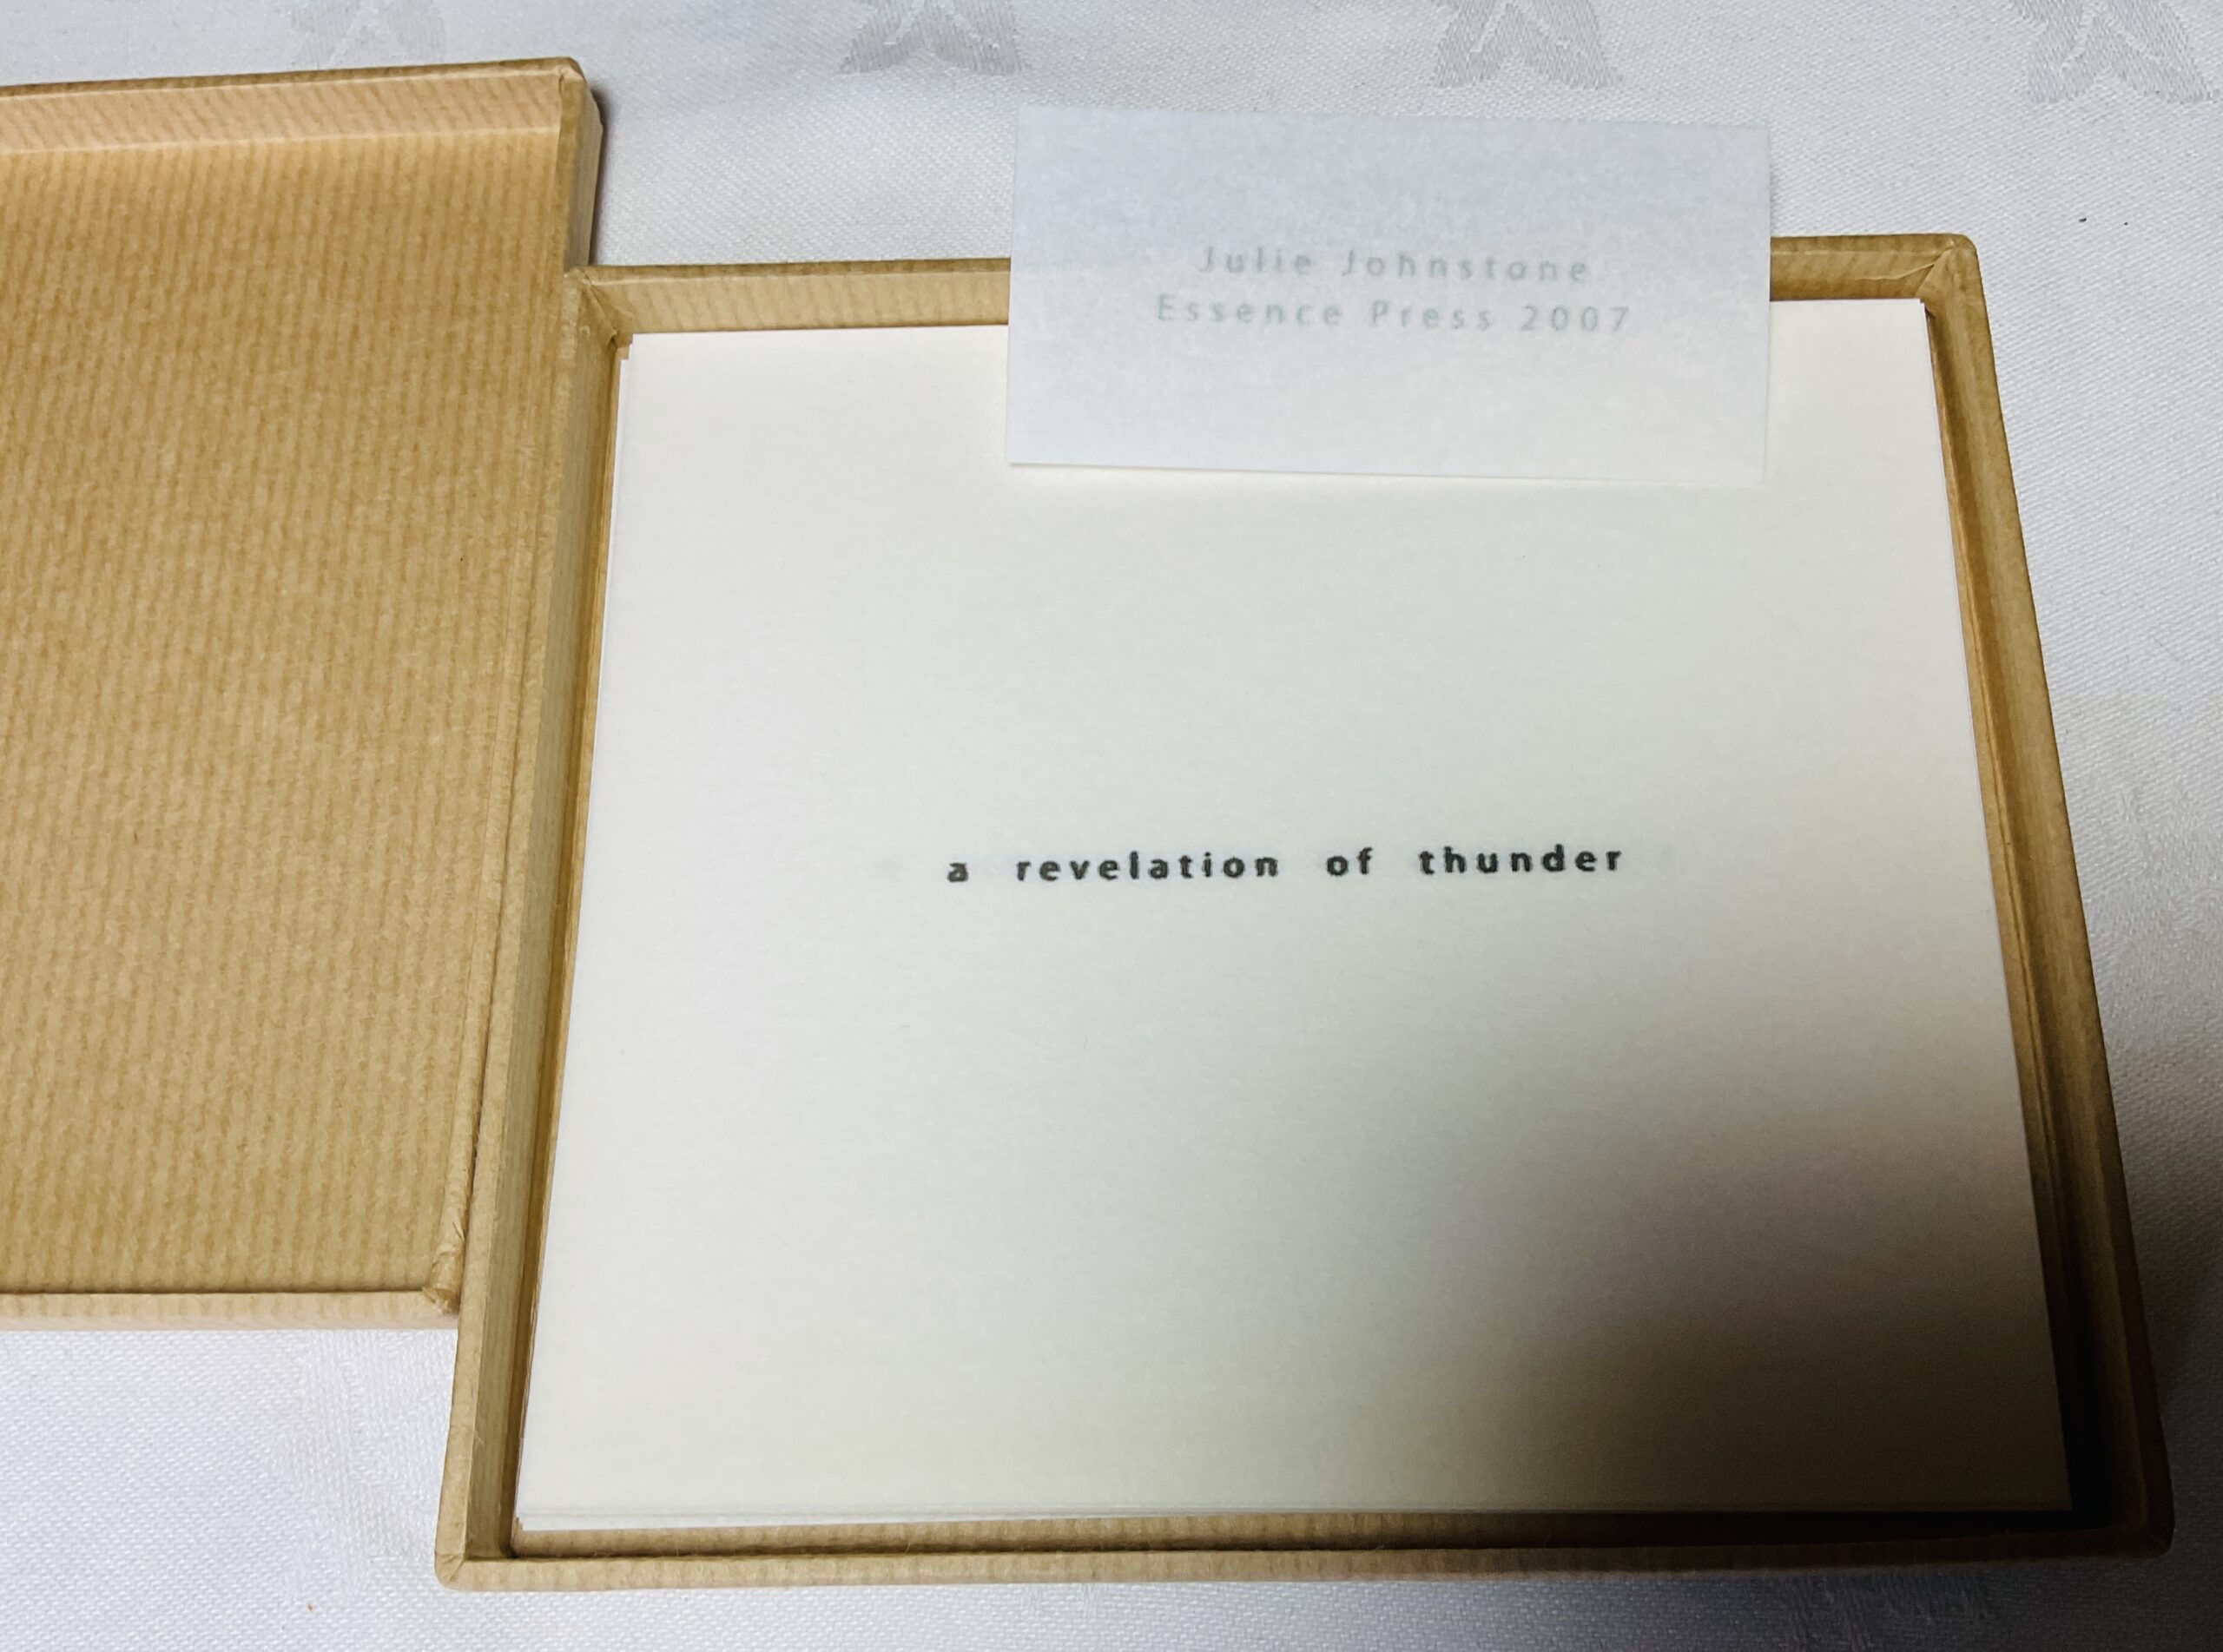 Julie Johnstone
Essence Press 2007
a revelation of thunder